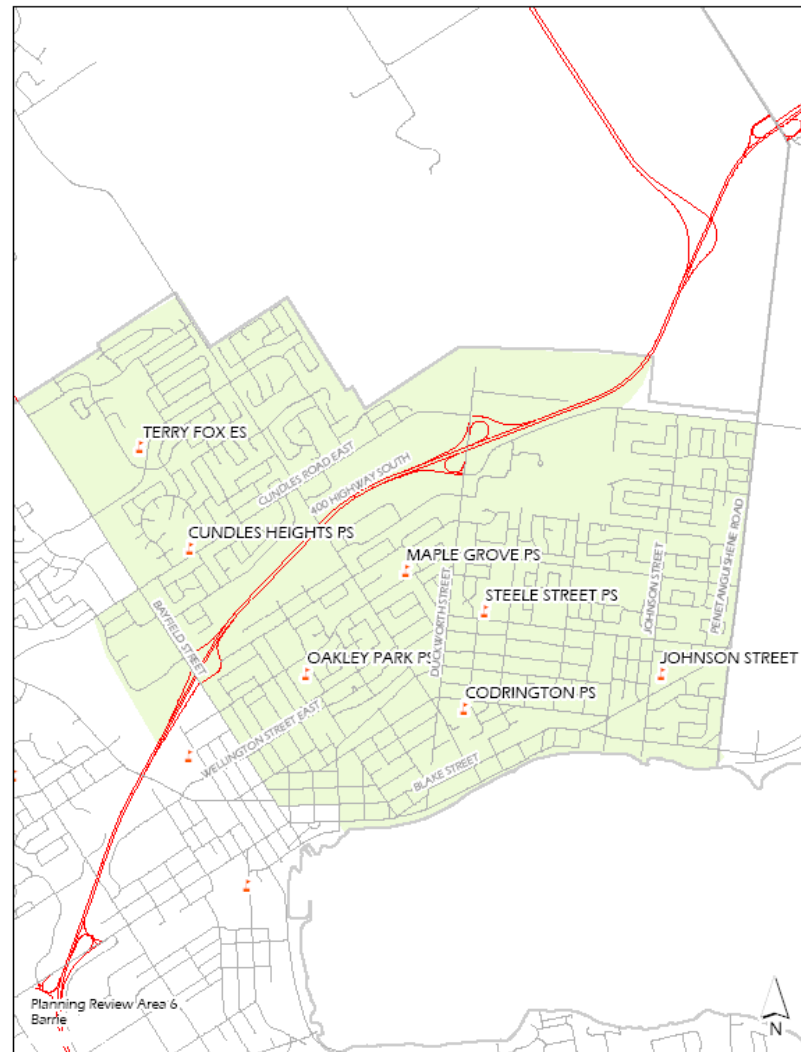 TERRY FOX ES
CUNDLES ROAD EAST
400 HIGHWAY SOUTH
CUNDLES HEIGHTS PS
MAPLE GROVE PS
STEELE STREET PS
JOHNSON STREET
PENETANGUISHENE ROAD
BAYFIELD STREET
DUCKWORTH STREET
OAKLEY PARK PS
JOHNSON STREET
CODRINGTON PS
WELLINGTON STREET EAST
BLAKE STREET
Planning Review Area 6
Barrie
N